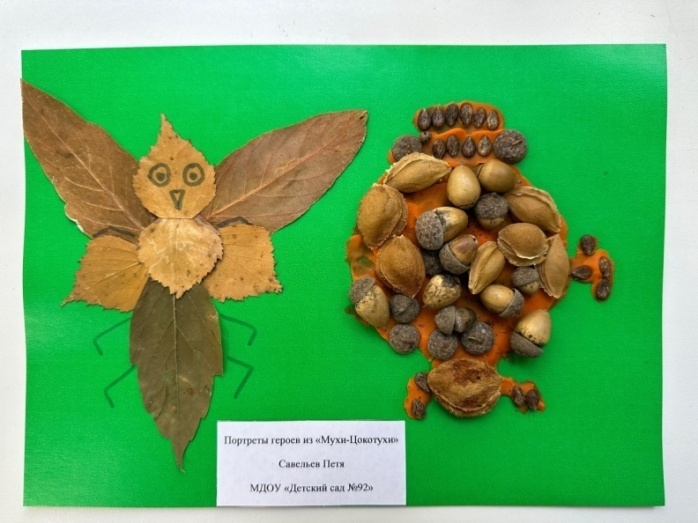 Портреты героев из «Мухи-Цокотухи»
Савельев Петя
МДОУ «Детский сад №92»